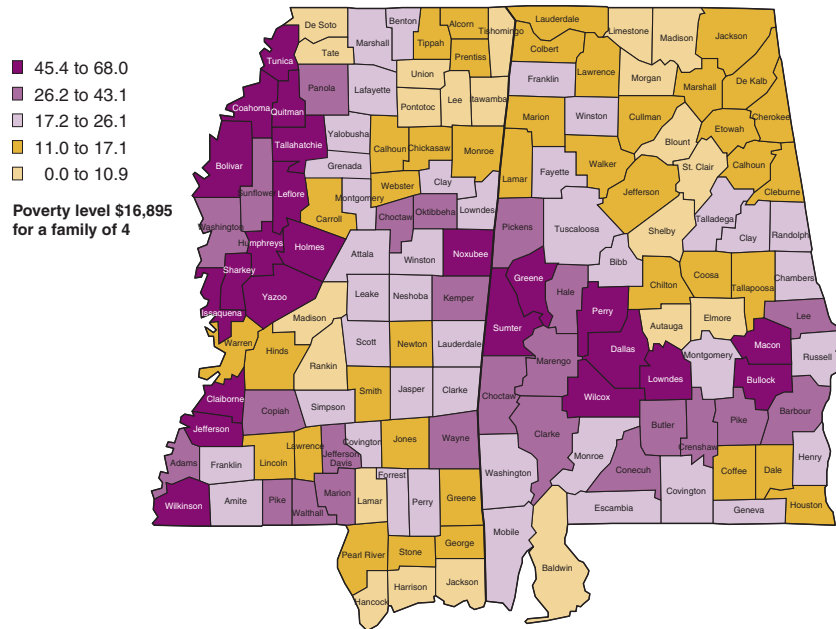 45.4 to 68.0
26.2 to 43.1
17.2 to 26.1
11.0 to 17.1
0.0 to 10.9
Poverty level $16,895
for a family of 4
De Soto
Marshall
Benton
Tippah
Alcorn
Tishomingo
Tate
Prentiss
Tunica
Panola
Lafayette
Union
Pontotoc
Lee
Itawamba
Coahoma
Quitman
Tallahatchie
Yalobusha
Calhoun
Chickasaw
Monroe
Bolivar
Sunflower
Leflore
Grenada
Webster
Clay
Carroll
Montgomery
Choctaw
Oktibbeha
Lowndes
Washington
Humphreys
Holmes
Attala
Winston
Noxubee
Sharkey
Yazoo
Leake
Neshoba
Kemper
Issaquena
Madison
Warren
Hinds
Rankin
Scott
Newton
Lauderdale
Claiborne
Copiah
Simpson
Smith
Jasper
Clarke
Jefferson
Adams
Franklin
Lincoln
Lawrence
Jefferson
Davis
Covington
Jones
Wayne
Wilkinson
Amite
Pike
Walthall
Marion
Lamar
Forrest
Perry
Greene
Pearl River
Stone
George
Hancock
Harrison
Jackson
Lauderdale
Limestone
Madison
Jackson
Colbert
Franklin
Lawrence
Morgan
Marshall
De Kalb
Marion
Winston
Cullman
Etowah
Cherokee
Blount
Lamar
Fayette
Walker
Jefferson
St. Clair
Calhoun
Cleburne
Pickens
Tuscaloosa
Shelby
Talladega
Clay
Randolph
Bibb
Greene
Hale
Perry
Chilton
Coosa
Tallapoosa
Chambers
Sumter
Autauga
Elmore
Lee
Marengo
Dallas
Montgomery
Macon
Russell
Choctaw
Wilcox
Lowndes
Bullock
Clarke
Butler
Crenshaw
Pike
Barbour
Washington
Monroe
Conecuh
Covington
Coffee
Dale
Henry
Mobile
Escambia
Geneva
Houston
Baldwin